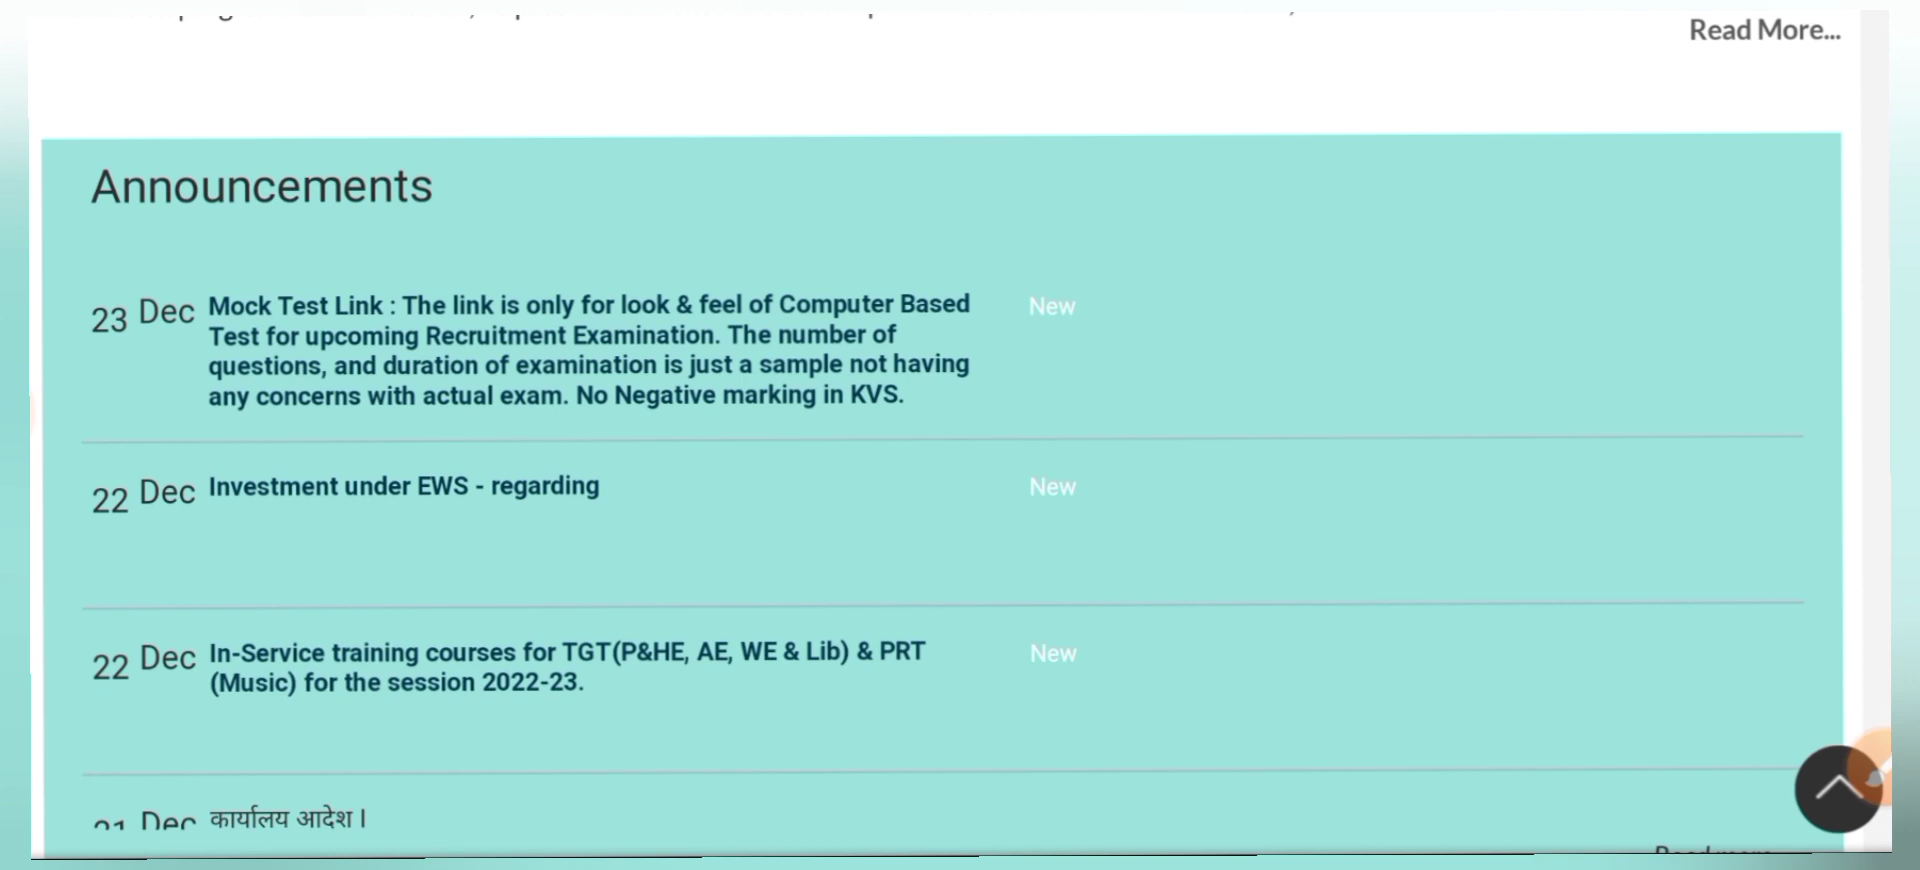 Read More...
Announcements
23 Dec Mock Test Link : The link is only for look & feel of Computer Based New
Test for upcoming Recruitment Examination. The number of
questions, and duration of examination is just a sample not having
any concerns with actual exam. No Negative marking in KVS.
22 Dec Investment under EWS - regarding New
22 Dec In-Service training courses for TGT(P&HE, AE, WE & Lib) & PRT New
(Music) for the session 2022-23.
21 Dec कार्यालय आदेश।